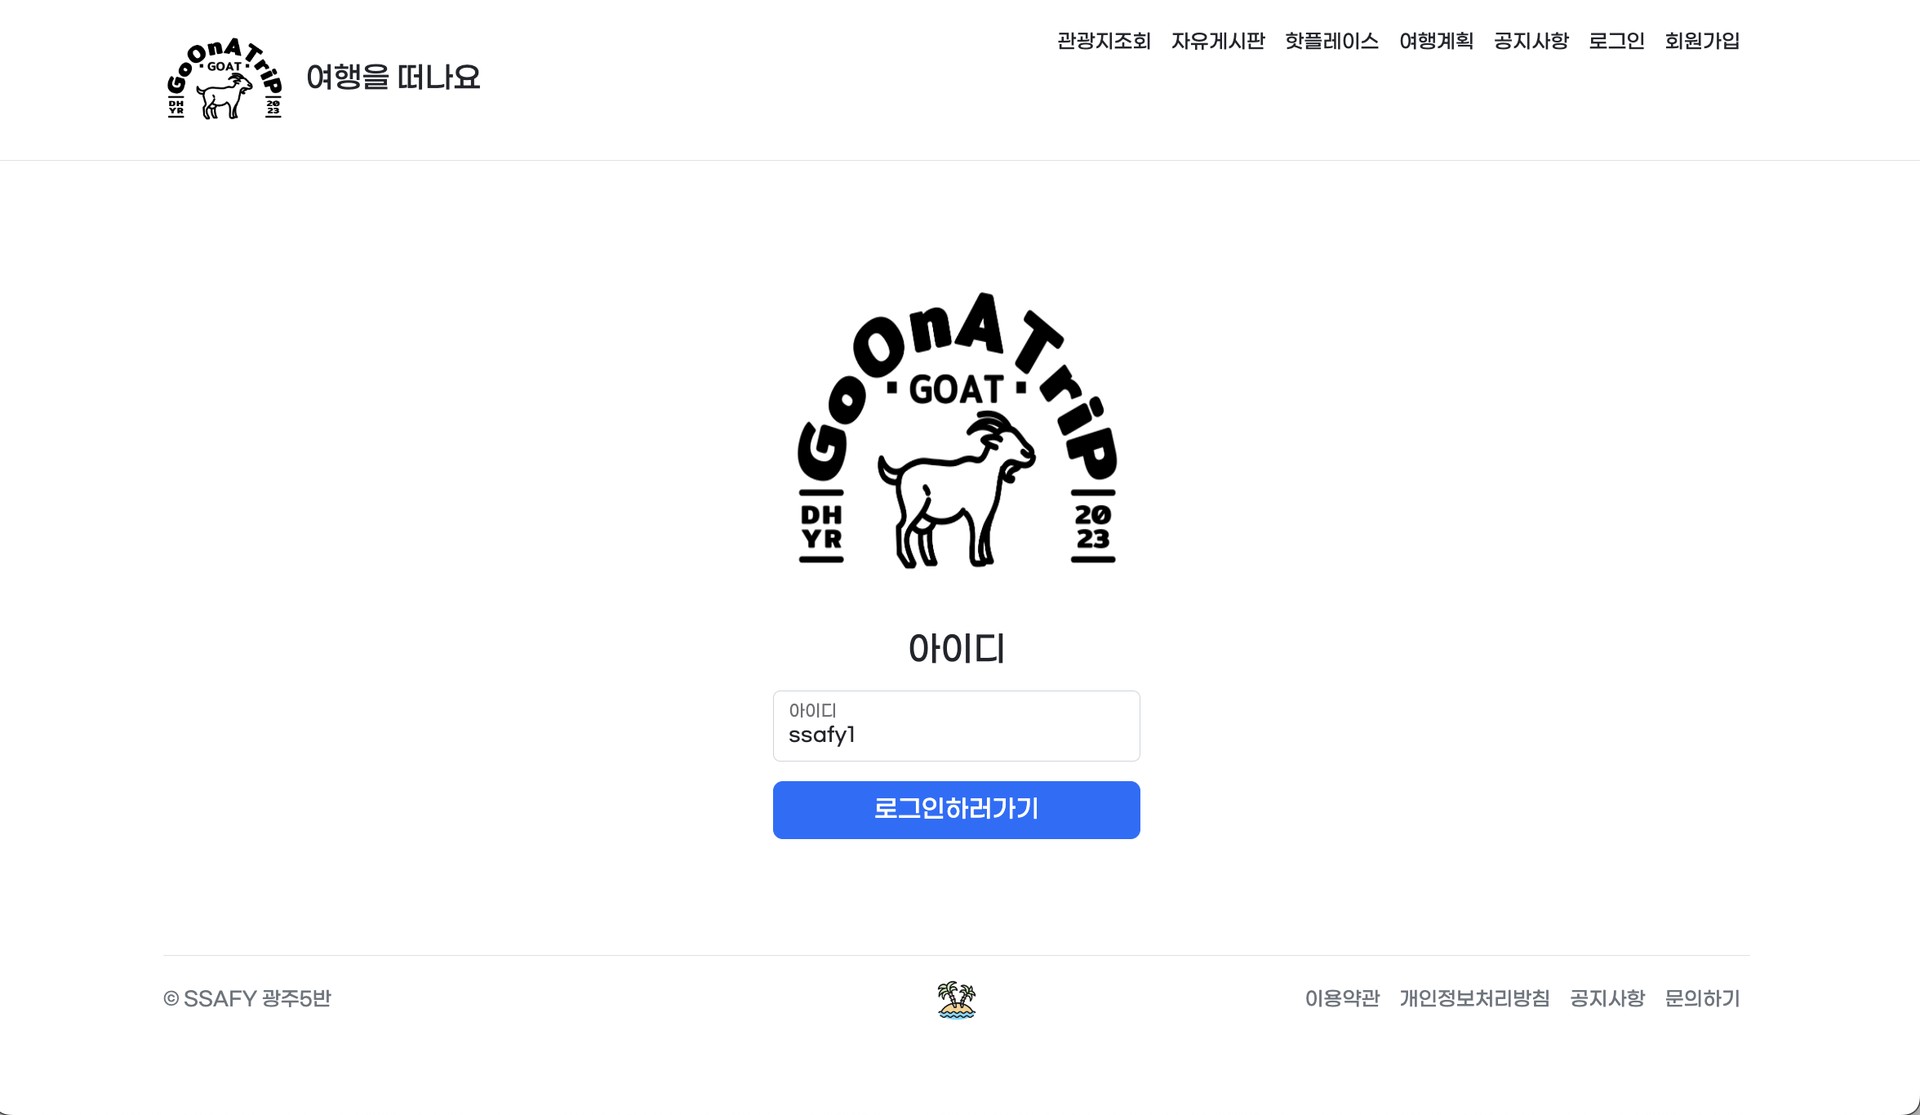 GoOnATriP
· GOAT ·
DH
YR
20
23
여행을 떠나요
관광지조회 자유게시판 핫플레이스 여행계획 공지사항 로그인 회원가입
GoOnATriP
· GOAT ·
DH
YR
20
23
아이디
아이디
ssafy1
로그인하러가기
© SSAFY 광주5반
이용약관 개인정보처리방침 공지사항 문의하기